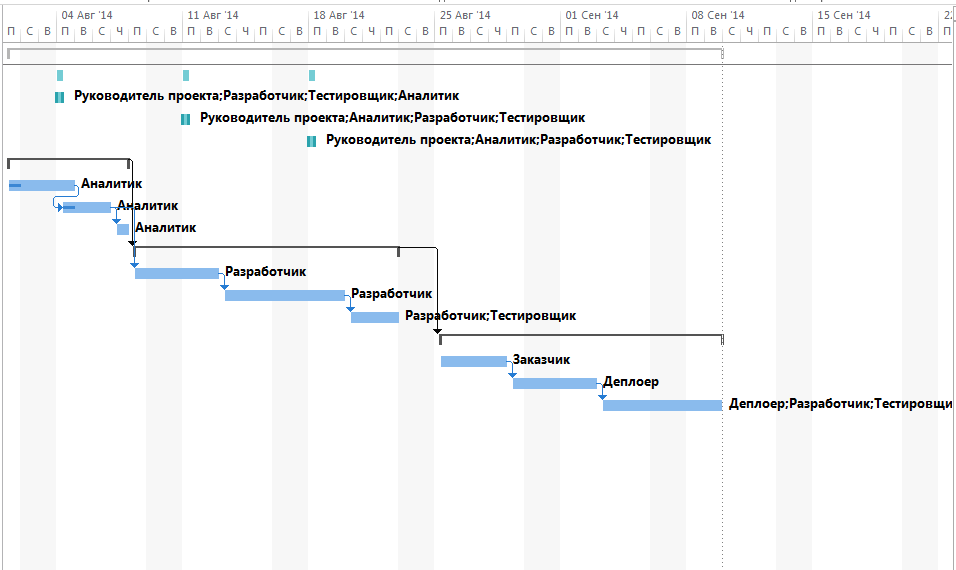 04 Авг '14 11 Авг '14 18 Авг '14 25 Авг '14 01 Сен '14 08 Сен '14 15 Сен '14
П С В П В С Ч П С В П В С Ч П С В П В С Ч П С В П В С Ч П С В П В С Ч П С В П В С Ч П С В П В С Ч П С В П
Руководитель проекта;Разработчик;Тестировщик;Аналитик
Руководитель проекта;Аналитик;Разработчик;Тестировщик
Руководитель проекта;Аналитик;Разработчик;Тестировщик
Аналитик
Аналитик
Аналитик
Разработчик
Разработчик
Разработчик;Тестировщик
Заказчик
Деплоер
Деплоер;Разработчик;Тестировщи